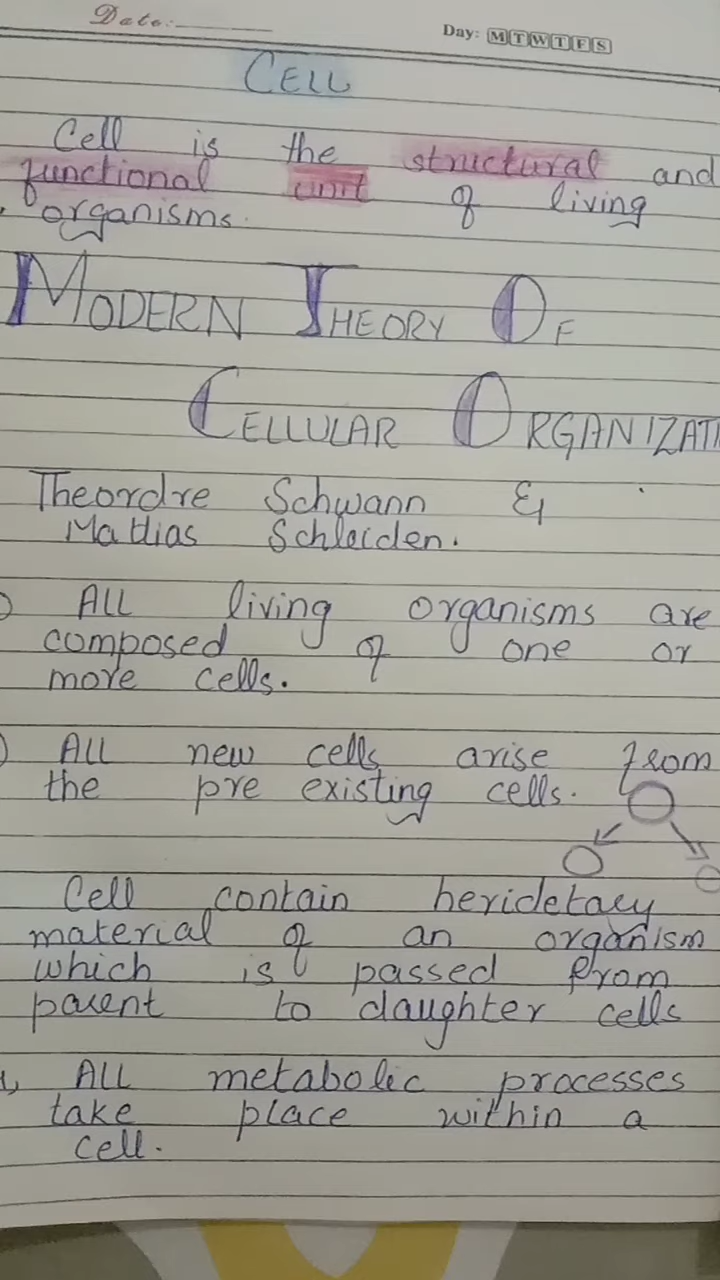 Date:
Day: M T W T F S
CELL
Cell is the structural and
functional unit of living
organisms.
MODERN THEORY OF
CELLULAR ORGANIZATI
Theordre Schwann &
Mattias Schleiden.
All living organisms are
composed of one or
more cells.
All new cells arise from
the pre existing cells.
Cell contain heridetary
material of an organism
which is passed from
parent to daughter cells
All metabolic processes
take place within a
cell.